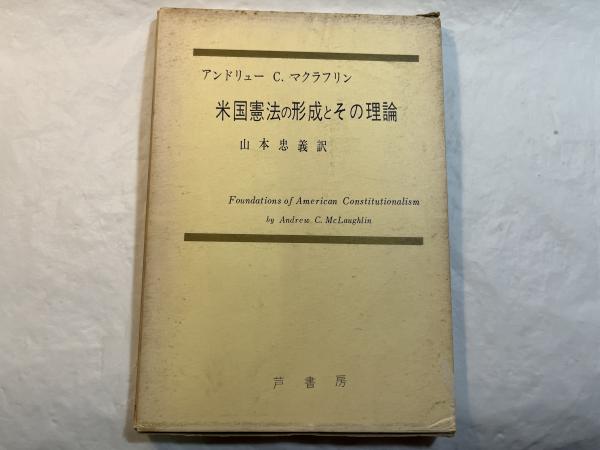 アンドリュー C. マクラフリン
米国憲法の形成とその理論
山本忠義訳
Foundations of American Constitutionalism
by Andrew C. McLaughlin
芦書房